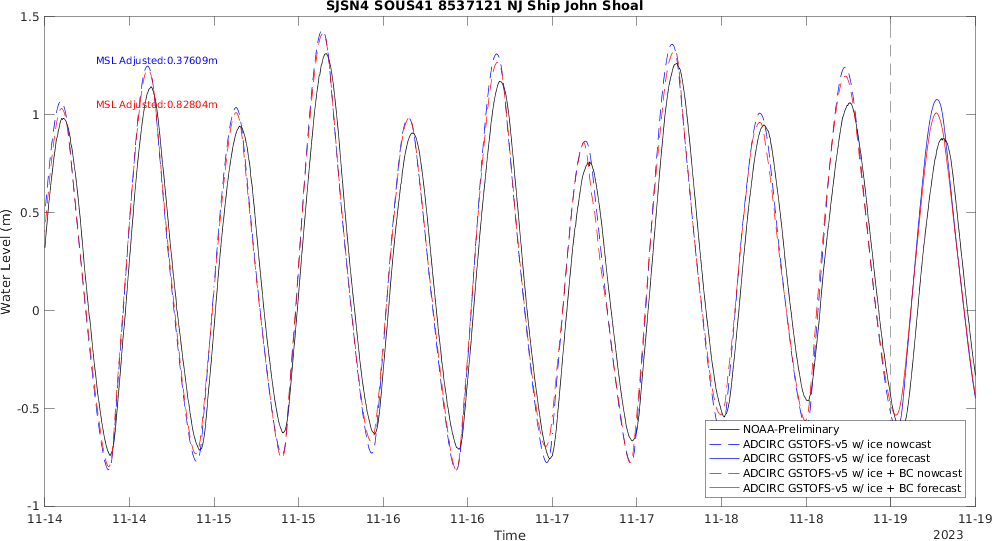 SJSN4 SOUS41 8537121 NJ Ship John Shoal
1.5
1
0.5
0
-0.5
-1
Water Level (m)
MSL Adjusted:0.37609m
MSL Adjusted:0.82804m
NOAA-Preliminary
ADCIRC GSTOFS-v5 w/ ice nowcast
ADCIRC GSTOFS-v5 w/ ice forecast
ADCIRC GSTOFS-v5 w/ ice + BC nowcast
ADCIRC GSTOFS-v5 w/ ice + BC forecast
11-14 11-14 11-15 11-15 11-16 11-16 11-17 11-17 11-18 11-18 11-19 11-19
Time
2023